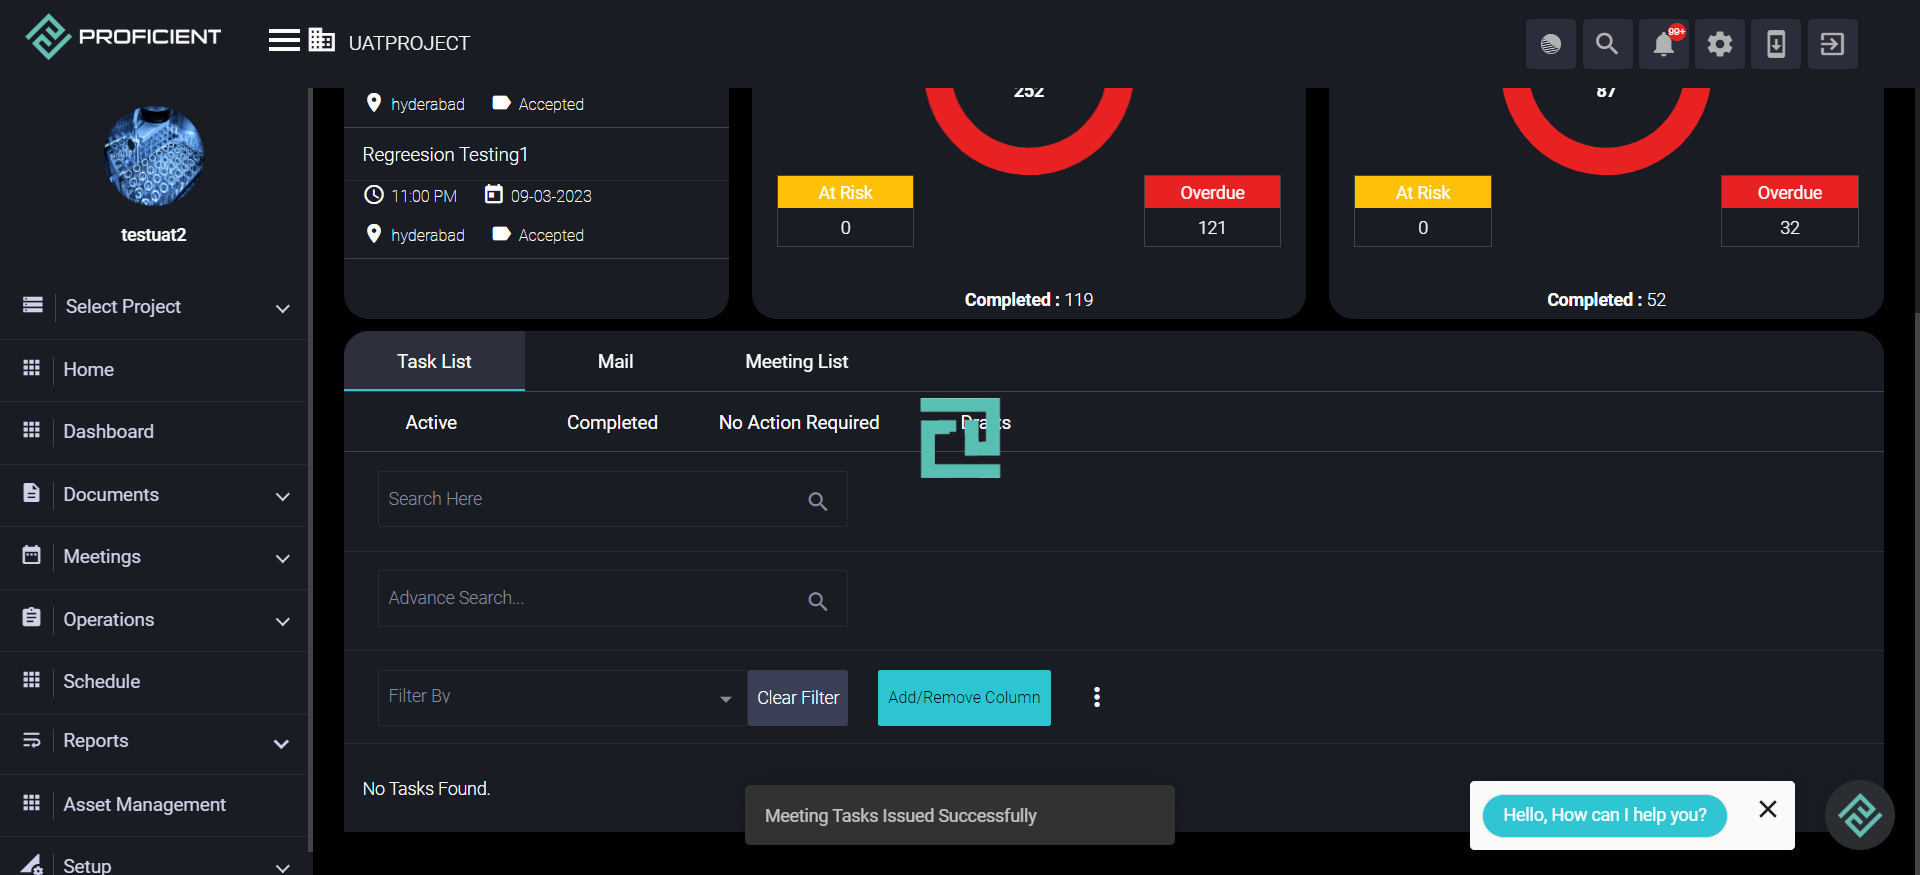 PROFICIENT
UATPROJECT
99+
testuat2
Select Project
Home
Dashboard
Documents
Meetings
Operations
Schedule
Reports
Asset Management
Setup
hyderabad Accepted
Regreesion Testing1
11:00 PM 09-03-2023
hyderabad Accepted
252
At Risk Overdue
0 121
Completed : 119
87
At Risk Overdue
0 32
Completed : 52
Task List Mail Meeting List
Active Completed No Action Required
Search Here
Advance Search...
Filter By Clear Filter Add/Remove Column
No Tasks Found.
Meeting Tasks Issued Successfully
Hello, How can I help you?